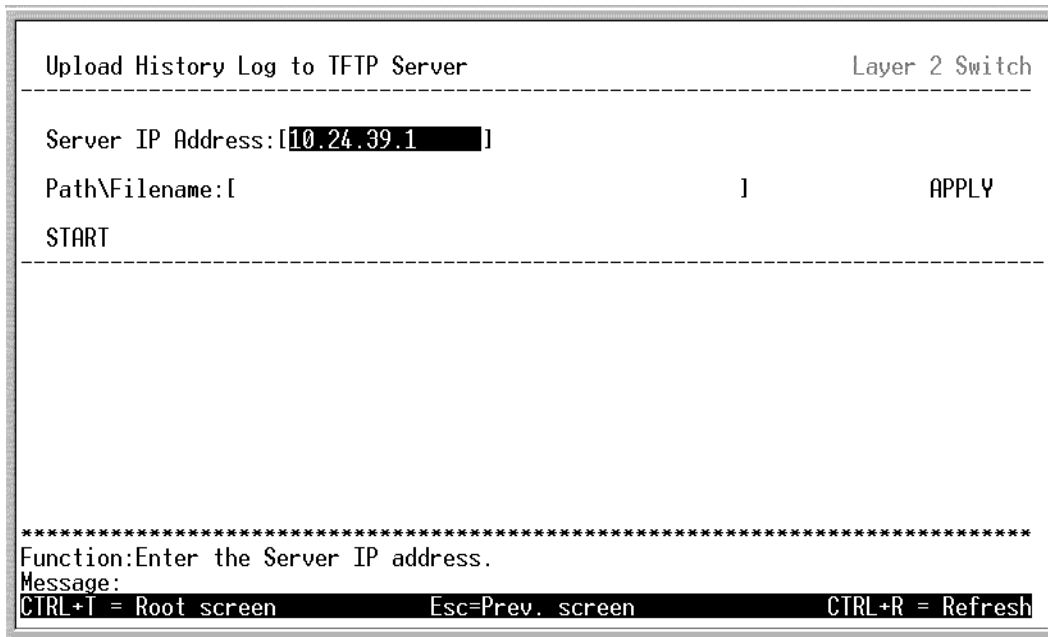 Upload History Log to TFTP Server Layer 2 Switch
Server IP Address:[10.24.39.1 ]
Path\Filename:[ ] APPLY
START
********************************************************************************
Function:Enter the Server IP address.
Message:
CTRL+T = Root screen Esc=Prev. screen CTRL+R = Refresh